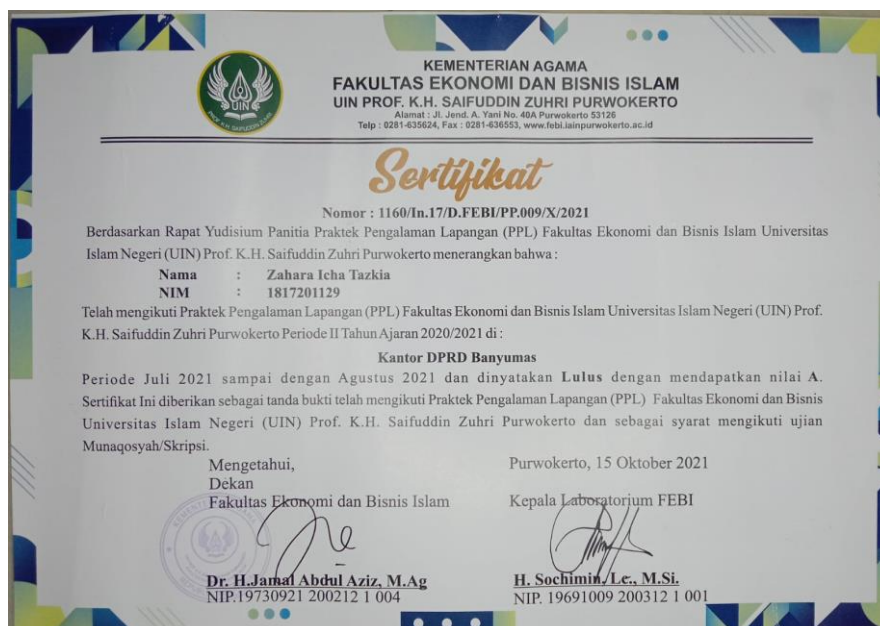 KEMENTERIAN AGAMA
FAKULTAS EKONOMI DAN BISNIS ISLAM
UIN PROF. K.H. SAIFUDDIN ZUHRI PURWOKERTO
Alamat : Jl. Jend. A. Yani No. 40A Purwokerto 53126
Telp : 0281-635624, Fax : 0281-636553, www.febi.iainpurwokerto.ac.id
UIN
Sertifikat
Nomor : 1160/In.17/D.FEBI/PP.009/X/2021
Berdasarkan Rapat Yudisium Panitia Praktek Pengalaman Lapangan (PPL) Fakultas Ekonomi dan Bisnis Islam Universitas
Islam Negeri (UIN) Prof. K.H. Saifuddin Zuhri Purwokerto menerangkan bahwa :
Nama : Zahara Icha Tazkia
NIM : 1817201129
Telah mengikuti Praktek Pengalaman Lapangan (PPL) Fakultas Ekonomi dan Bisnis Islam Universitas Islam Negeri (UIN) Prof.
K.H. Saifuddin Zuhri Purwokerto Periode II Tahun Ajaran 2020/2021 di :
Kantor DPRD Banyumas
Periode Juli 2021 sampai dengan Agustus 2021 dan dinyatakan Lulus dengan mendapatkan nilai A.
Sertifikat Ini diberikan sebagai tanda bukti telah mengikuti Praktek Pengalaman Lapangan (PPL) Fakultas Ekonomi dan Bisnis
Universitas Islam Negeri (UIN) Prof. K.H. Saifuddin Zuhri Purwokerto dan sebagai syarat mengikuti ujian
Munaqosyah/Skripsi.
Mengetahui,
Dekan
Fakultas Ekonomi dan Bisnis Islam
Dr. H.Jamal Abdul Aziz, M.Ag
NIP.19730921 200212 1 004
Purwokerto, 15 Oktober 2021
Kepala Laboratorium FEBI
H. Sochimin, Lc., M.Si.
NIP. 19691009 200312 1 001